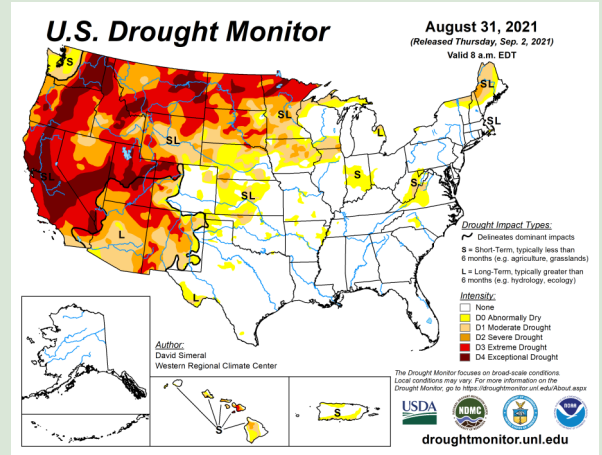 U.S. Drought Monitor
August 31, 2021
(Released Thursday, Sep. 2, 2021)
Valid 8 a.m. EDT
S
SL
SL
SL
SL
L
S
S
SL
SL
L
L
Drought Impact Types:
Delineates dominant impacts
S = Short-Term, typically less than
6 months (e.g. agriculture, grasslands)
L = Long-Term, typically greater than
6 months (e.g. hydrology, ecology)
Intensity:
None
D0 Abnormally Dry
D1 Moderate Drought
D2 Severe Drought
D3 Extreme Drought
D4 Exceptional Drought
Author:
David Simeral
Western Regional Climate Center
S
S
The Drought Monitor focuses on broad-scale conditions.
Local conditions may vary. For more information on the
Drought Monitor, go to https://droughtmonitor.unl.edu/About.aspx
USDA
NDMC
NOAA
droughtmonitor.unl.edu